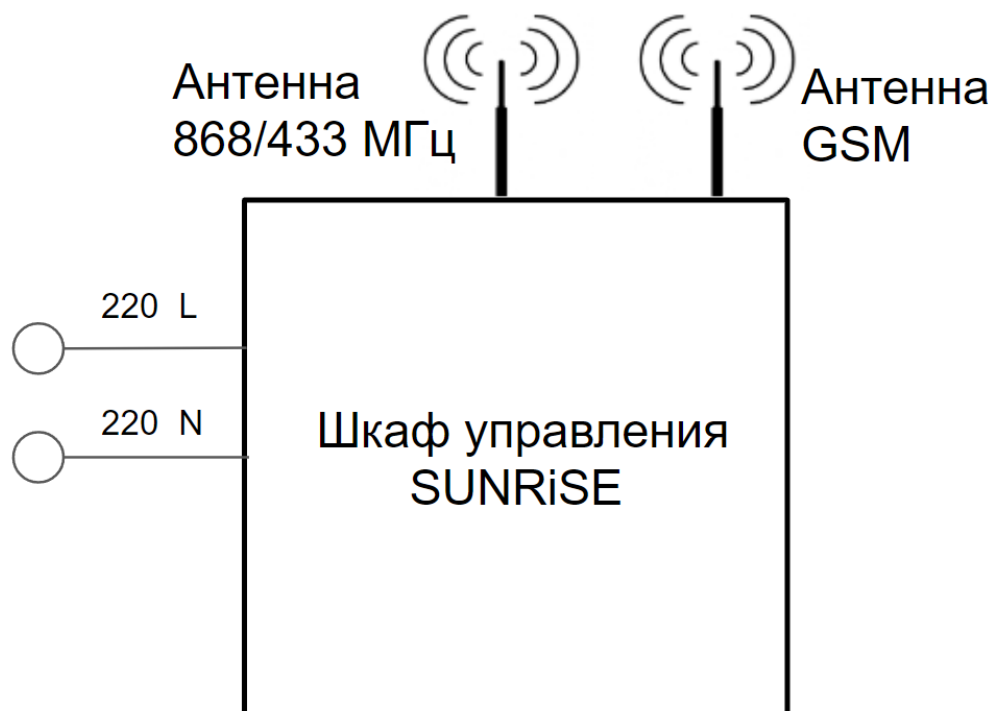 Антенна
868/433 МГц
Антенна
GSM
220 L
220 N
Шкаф управления
SUNRiSE